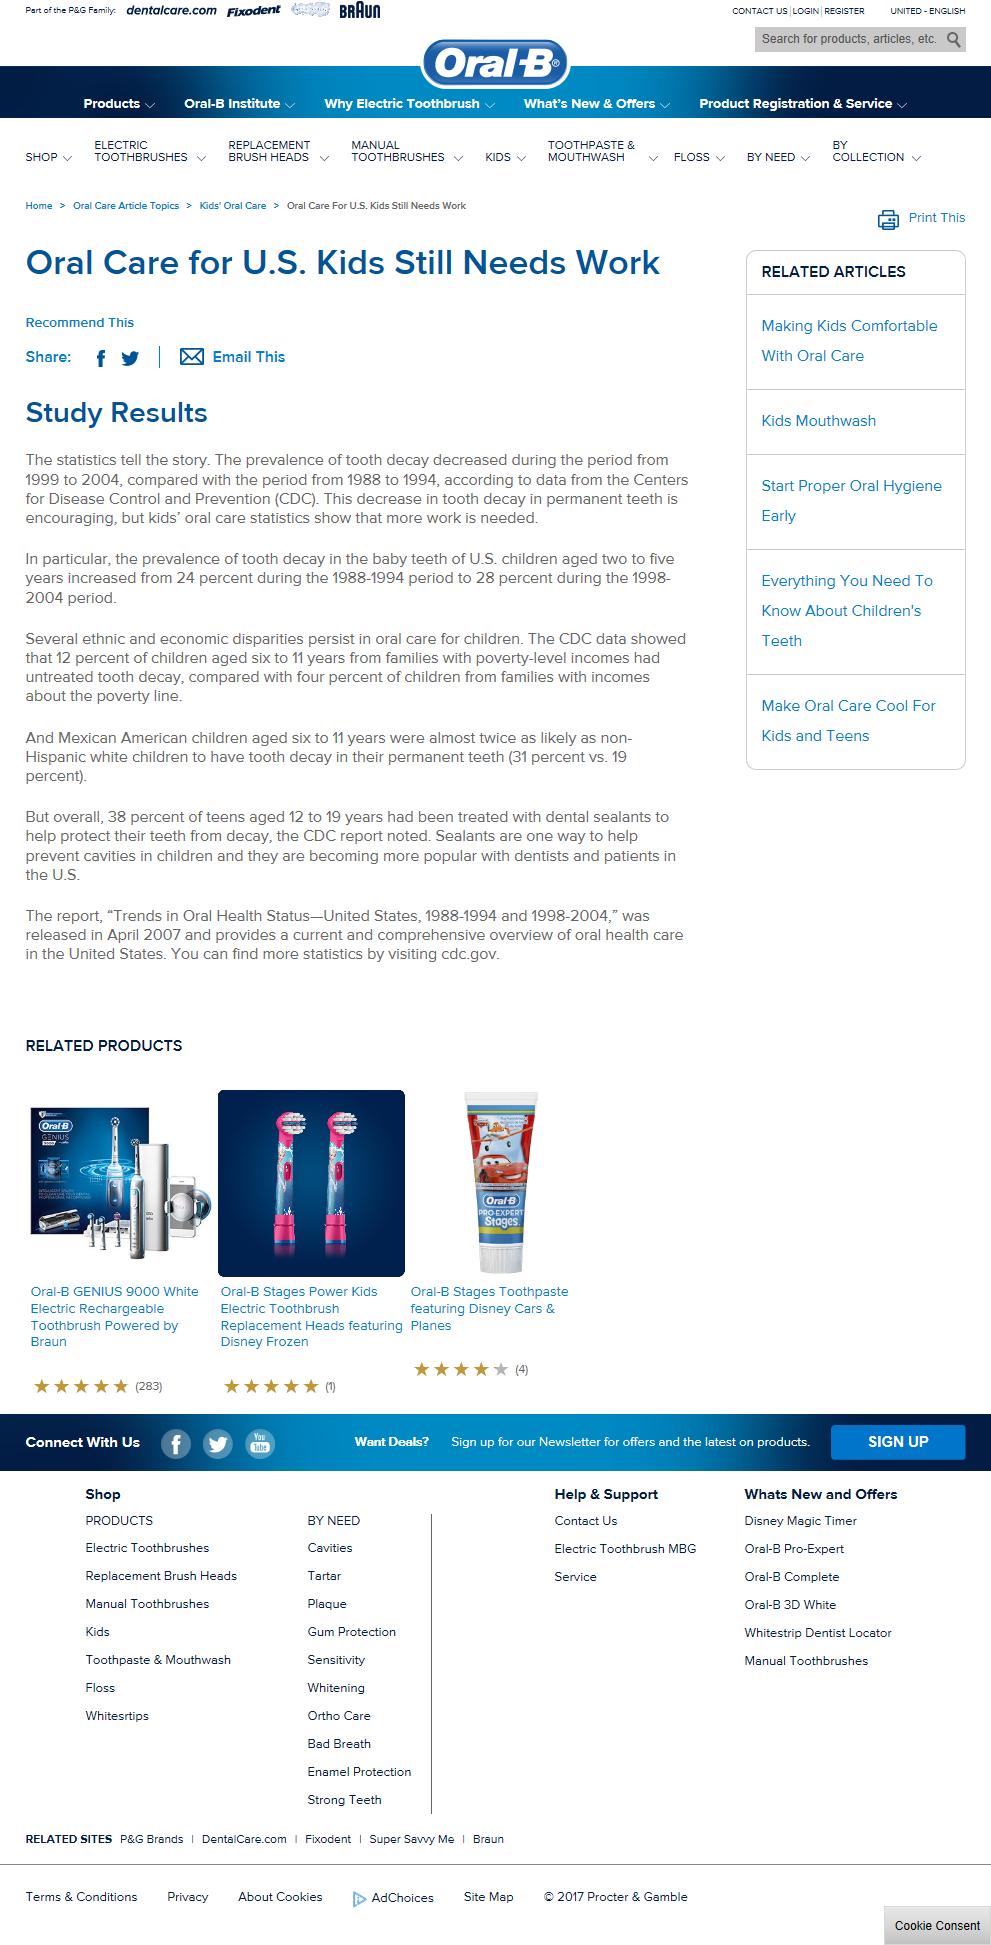 Part of the P&G Family:
dentalcare.com
Fixodent
BRAUN
CONTACT US | LOGIN | REGISTER
UNITED - ENGLISH
Search for products, articles, etc.
Oral-B®
Products
Oral-B Institute
Why Electric Toothbrush
What's New & Offers
Product Registration & Service
SHOP
ELECTRIC
TOOTHBRUSHES
REPLACEMENT
BRUSH HEADS
MANUAL
TOOTHBRUSHES
KIDS
TOOTHPASTE &
MOUTHWASH
FLOSS
BY NEED
BY
COLLECTION
Home > Oral Care Article Topics > Kids' Oral Care > Oral Care For U.S. Kids Still Needs Work
Print This
Oral Care for U.S. Kids Still Needs Work
Recommend This
Share:
Email This
Study Results
The statistics tell the story. The prevalence of tooth decay decreased during the period from
1999 to 2004, compared with the period from 1988 to 1994, according to data from the Centers
for Disease Control and Prevention (CDC). This decrease in tooth decay in permanent teeth is
encouraging, but kids' oral care statistics show that more work is needed.
In particular, the prevalence of tooth decay in the baby teeth of U.S. children aged two to five
years increased from 24 percent during the 1988-1994 period to 28 percent during the 1998-
2004 period.
Several ethnic and economic disparities persist in oral care for children. The CDC data showed
that 12 percent of children aged six to 11 years from families with poverty-level incomes had
untreated tooth decay, compared with four percent of children from families with incomes
about the poverty line.
And Mexican American children aged six to 11 years were almost twice as likely as non-
Hispanic white children to have tooth decay in their permanent teeth (31 percent vs. 19
percent).
But overall, 38 percent of teens aged 12 to 19 years had been treated with dental sealants to
help protect their teeth from decay, the CDC report noted. Sealants are one way to help
prevent cavities in children and they are becoming more popular with dentists and patients in
the U.S.
The report, “Trends in Oral Health Status—United States, 1988-1994 and 1998-2004,” was
released in April 2007 and provides a current and comprehensive overview of oral health care
in the United States. You can find more statistics by visiting cdc.gov.
RELATED ARTICLES
Making Kids Comfortable
With Oral Care
Kids Mouthwash
Start Proper Oral Hygiene
Early
Everything You Need To
Know About Children's
Teeth
Make Oral Care Cool For
Kids and Teens
RELATED PRODUCTS
Oral-B
GENIUS
Oral-B
PRO-EXPERT
Stages
Oral-B GENIUS 9000 White
Electric Rechargeable
Toothbrush Powered by
Braun
(283)
Oral-B Stages Power Kids
Electric Toothbrush
Replacement Heads featuring
Disney Frozen
(1)
Oral-B Stages Toothpaste
featuring Disney Cars &
Planes
(4)
Connect With Us
You
Tube
Want Deals?
Sign up for our Newsletter for offers and the latest on products.
SIGN UP
Shop
PRODUCTS
Electric Toothbrushes
Replacement Brush Heads
Manual Toothbrushes
Kids
Toothpaste & Mouthwash
Floss
Whitesrtips
BY NEED
Cavities
Tartar
Plaque
Gum Protection
Sensitivity
Whitening
Ortho Care
Bad Breath
Enamel Protection
Strong Teeth
Help & Support
Contact Us
Electric Toothbrush MBG
Service
Whats New and Offers
Disney Magic Timer
Oral-B Pro-Expert
Oral-B Complete
Oral-B 3D White
Whitestrip Dentist Locator
Manual Toothbrushes
RELATED SITES P&G Brands | DentalCare.com | Fixodent | Super Savvy Me | Braun
Terms & Conditions
Privacy
About Cookies
AdChoices
Site Map
© 2017 Procter & Gamble
Cookie Consent